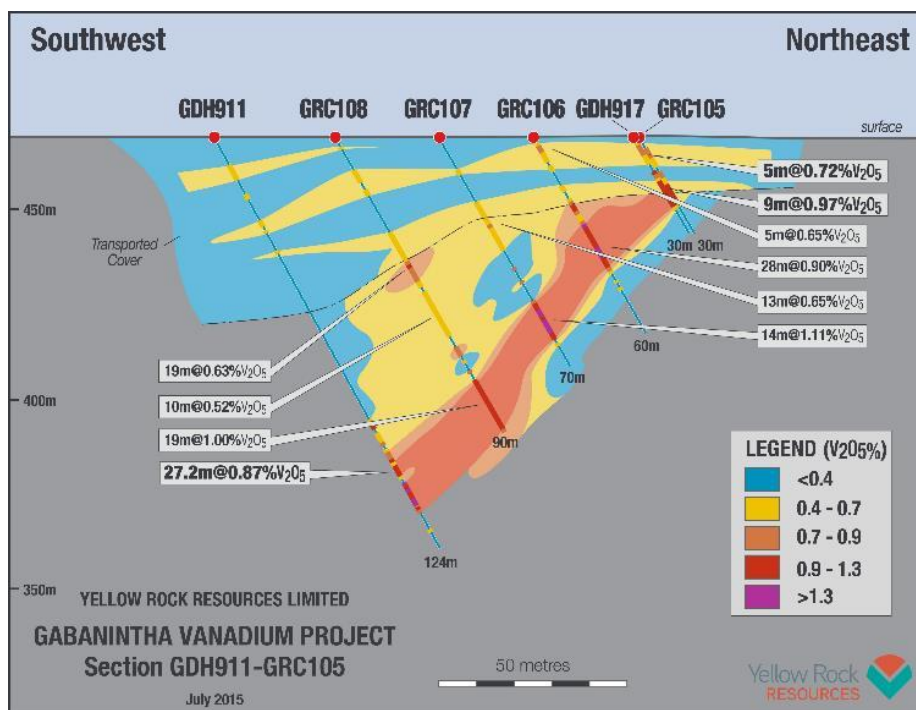 Southwest
Northeast
GDH911
GRC108
GRC107
GRC106
GDH917
GRC105
surface
5m@0.72%V₂O₅
9m@0.97%V₂O₅
5m@0.65%V₂O₅
28m@0.90%V₂O₅
13m@0.65%V₂O₅
14m@1.11%V₂O₅
450m
Transported
Cover
30m 30m
60m
70m
19m@0.63%V₂O₅
10m@0.52%V₂O₅
19m@1.00%V₂O₅
27.2m@0.87%V₂O₅
400m
90m
124m
350m
LEGEND (V₂O₅%)
<0.4
0.4 - 0.7
0.7 - 0.9
0.9 - 1.3
>1.3
YELLOW ROCK RESOURCES LIMITED
GABANINTHA VANADIUM PROJECT
Section GDH911-GRC105
July 2015
50 metres
Yellow Rock
RESOURCES